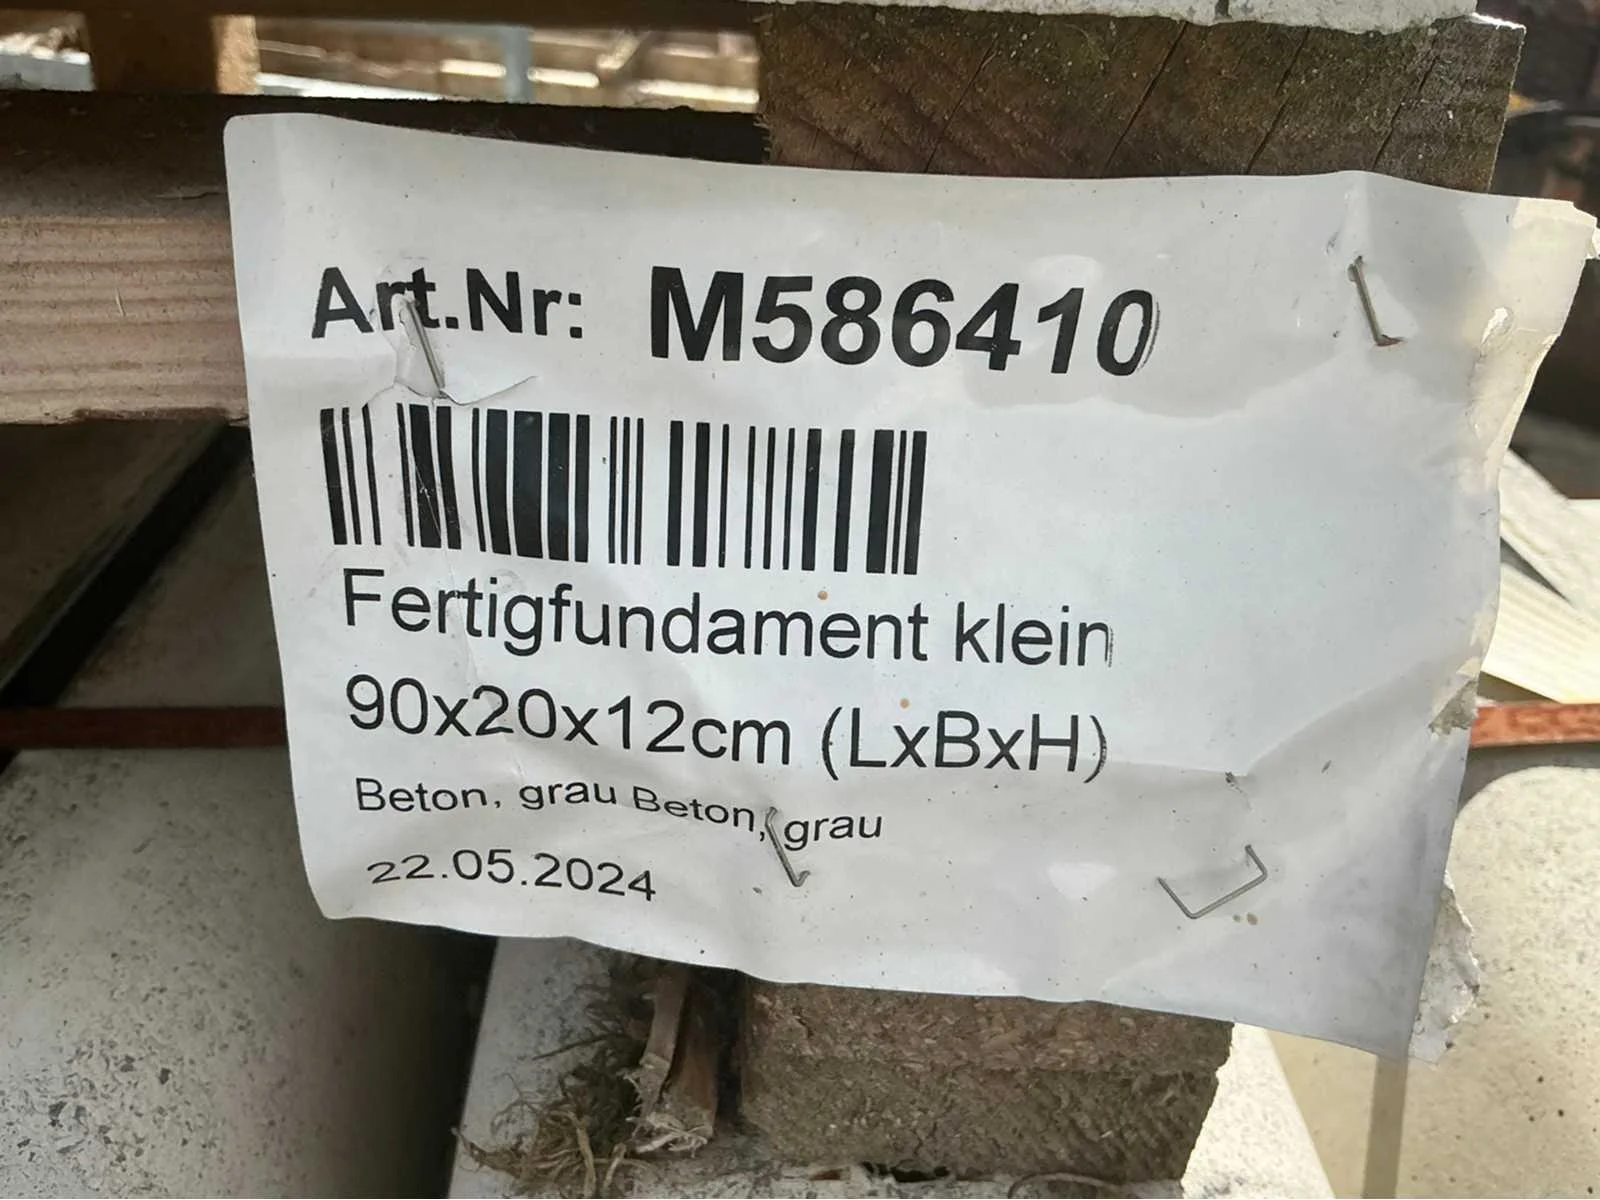 Art.Nr: M586410
Fertigfundament klein
90x20x12cm (LxBxH)
Beton, grau Beton, grau
22.05.2024